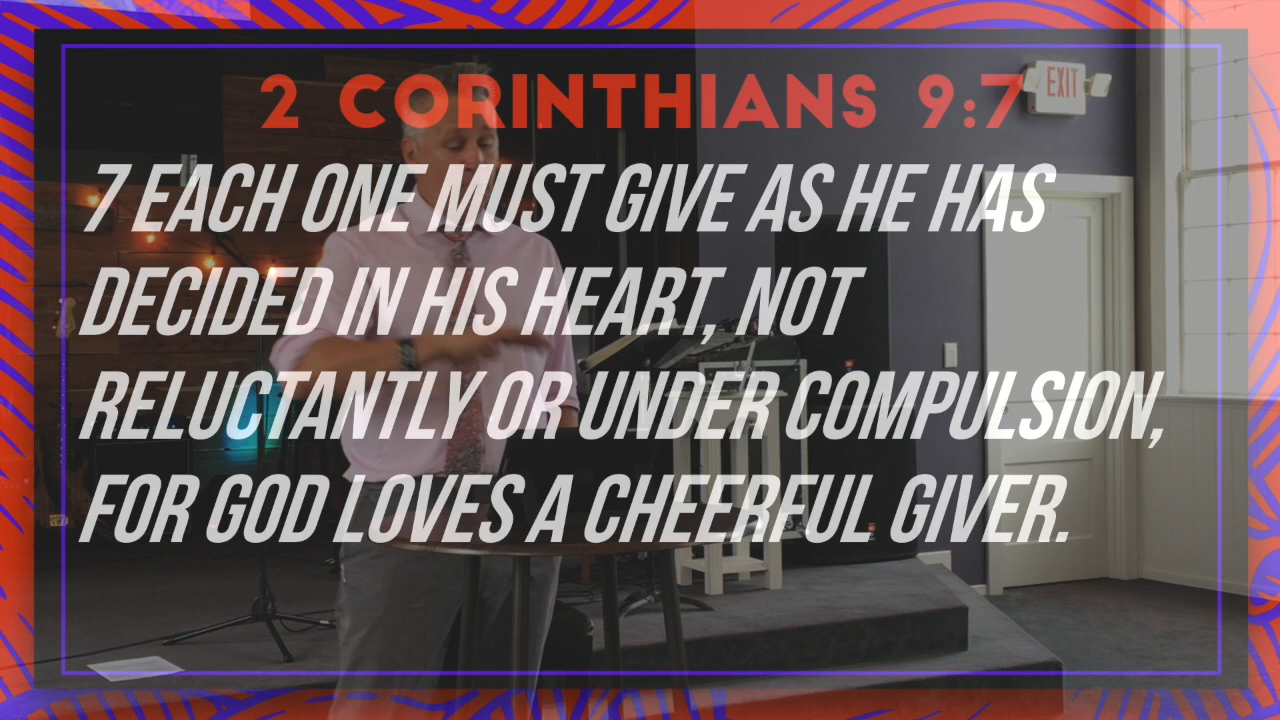 2 CORINTHIANS 9:7
EXIT
7 EACH ONE MUST GIVE AS HE HAS
DECIDED IN HIS HEART, NOT
RELUCTANTLY OR UNDER COMPULSION,
FOR GOD LOVES A CHEERFUL GIVER.